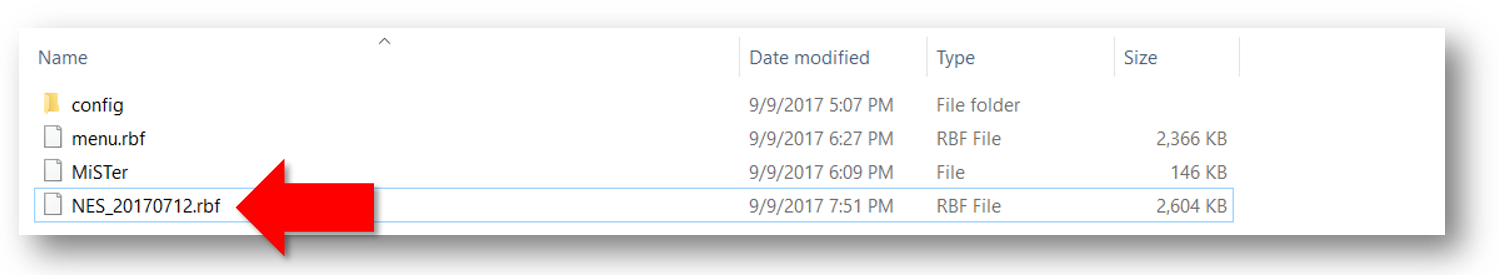 Name Date modified Type Size
config 9/9/2017 5:07 PM File folder
menu.rbf 9/9/2017 6:27 PM RBF File 2,366 KB
MiSTer 9/9/2017 6:09 PM File 146 KB
NES_20170712.rbf 9/9/2017 7:51 PM RBF File 2,604 KB